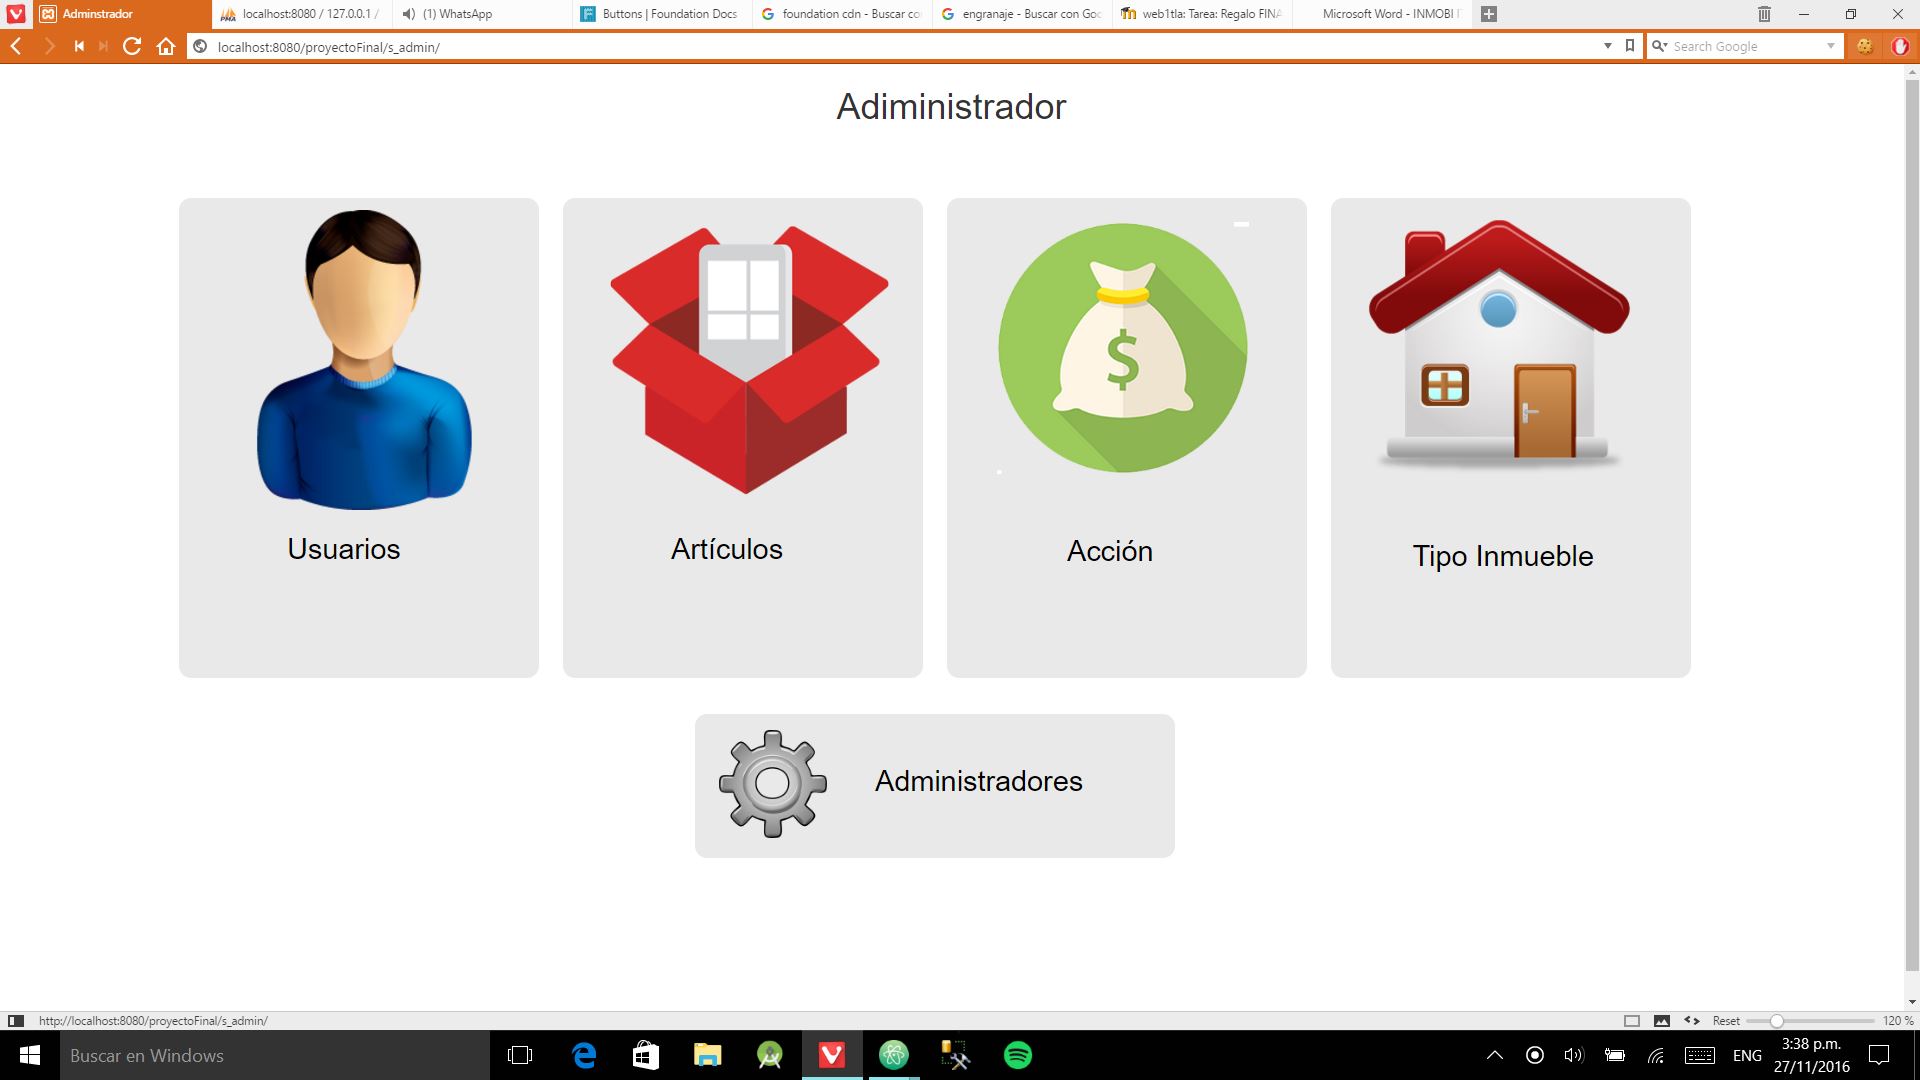 Adminstrador
localhost:8080 / 127.0.0.1 /
(1) WhatsApp
Buttons | Foundation Docs
foundation cdn - Buscar co
engranaje - Buscar con Goo
web1tla: Tarea: Regalo FINA
Microsoft Word - INMOBI IT
localhost:8080/proyectoFinal/s_admin/
Search Google
Adiministrador
$
Usuarios
Artículos
Acción
Tipo Inmueble
Administradores
http://localhost:8080/proyectoFinal/s_admin/
Reset
120 %
Buscar en Windows
ENG
3:38 p.m.
27/11/2016